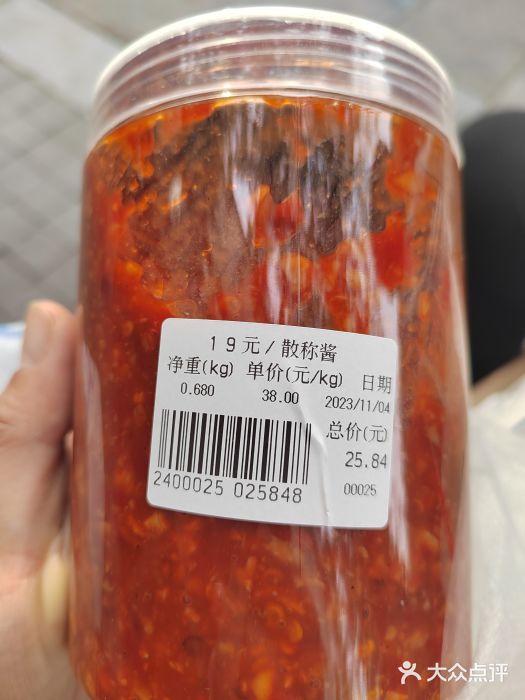 19元/散称酱
净重(kg) 单价(元/kg) 日期
0.680 38.00 2023/11/04
总价(元)
25.84
2400025 025848
00025
大众点评